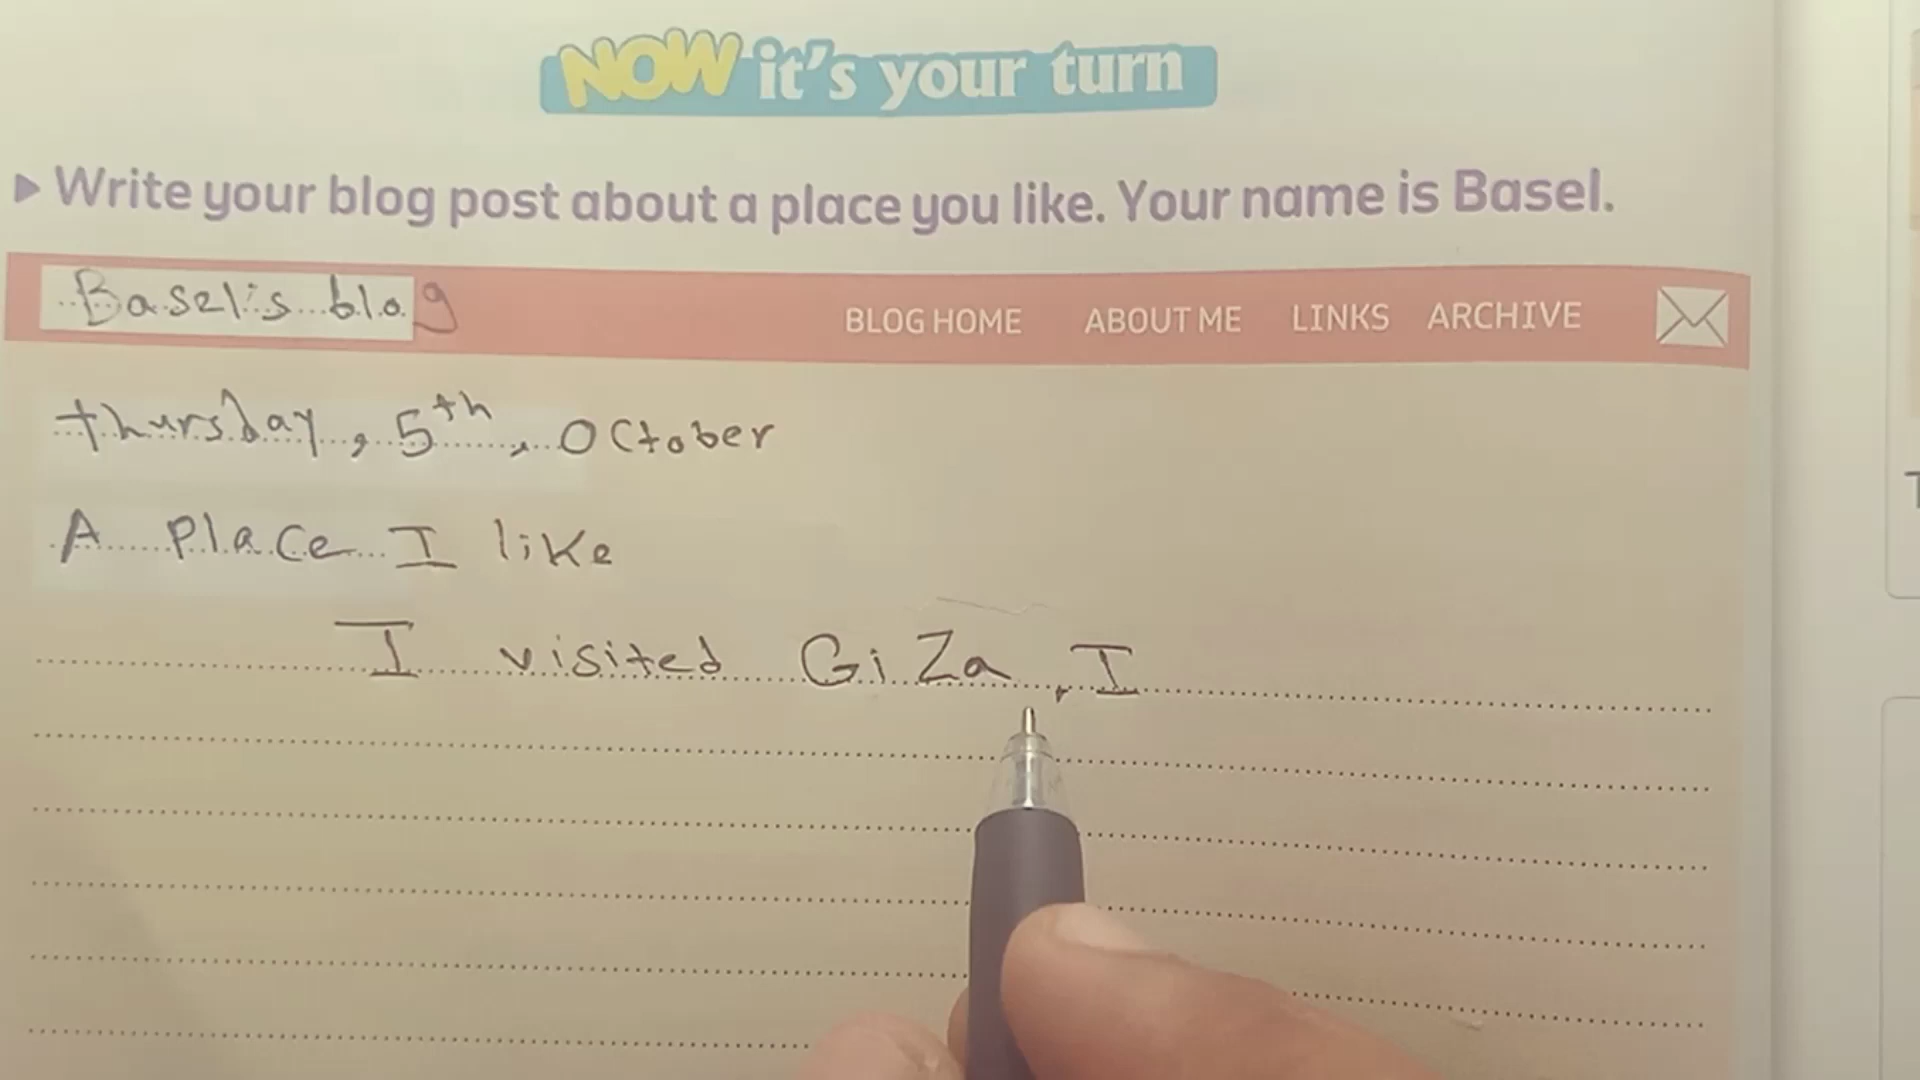 NOW it's your turn
Write your blog post about a place you like. Your name is Basel.
Basel's blog BLOG HOME ABOUT ME LINKS ARCHIVE
thursday, 5th, October
A Place I like
I visited GiZa, I